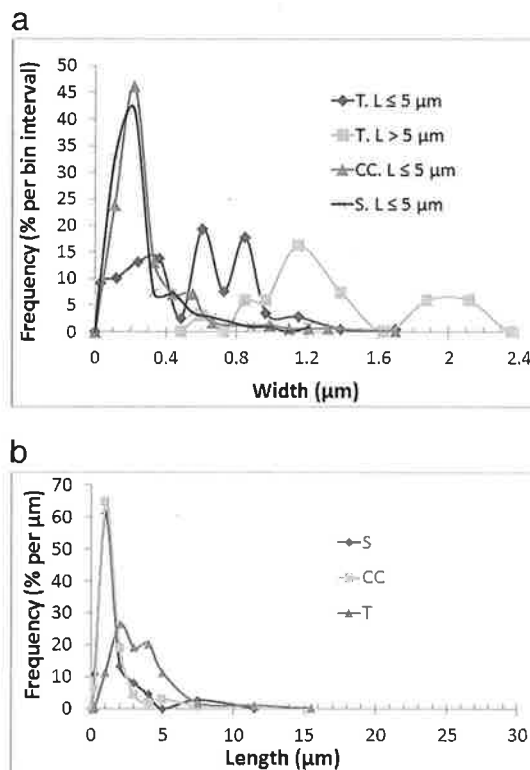 a
50
45
40
35
30
25
20
15
10
5
0
Frequency (% per bin interval)
T. L ≤ 5 µm
T. L > 5 µm
CC. L ≤ 5 µm
S. L ≤ 5 µm
0 0.4 0.8 1.2 1.6 2 2.4
Width (µm)
b
70
60
50
40
30
20
10
0
Frequency (% per µm)
S
CC
T
0 5 10 15 20 25 30
Length (µm)